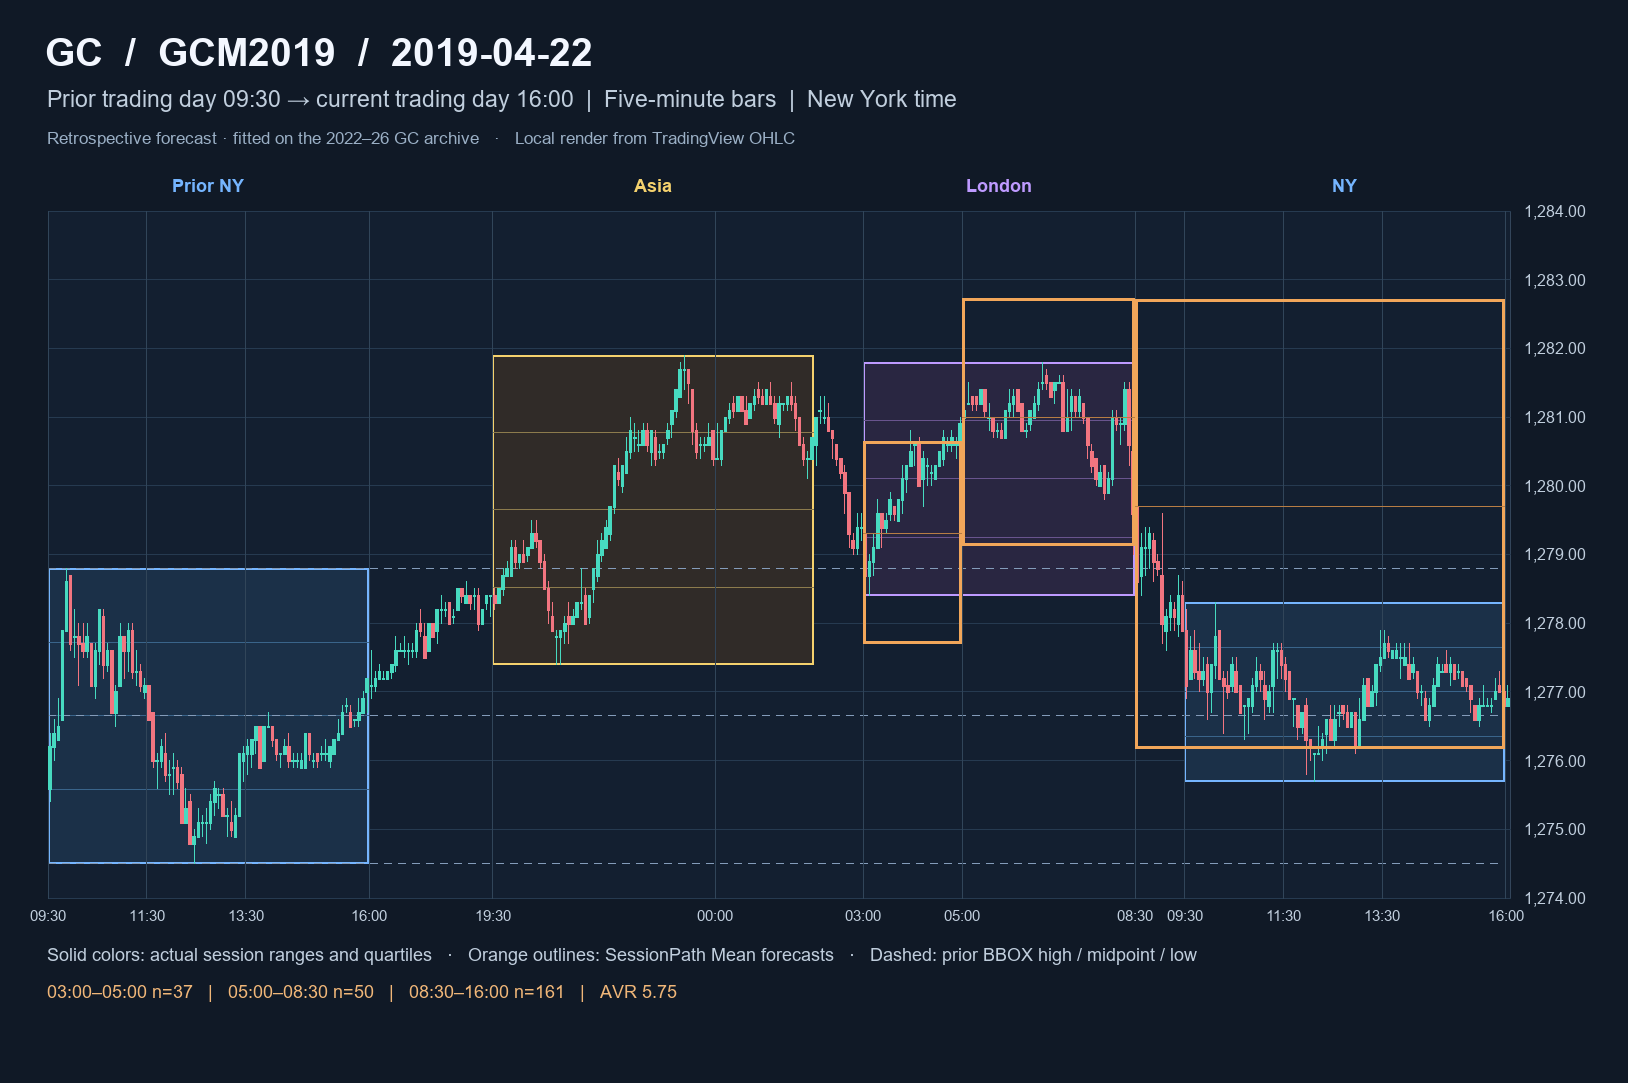 GC / GCM2019 / 2019-04-22
Prior trading day 09:30 → current trading day 16:00 | Five-minute bars | New York time
Retrospective forecast · fitted on the 2022–26 GC archive · Local render from TradingView OHLC
Prior NY Asia London NY
1,284.00
1,283.00
1,282.00
1,281.00
1,280.00
1,279.00
1,278.00
1,277.00
1,276.00
1,275.00
1,274.00
09:30 11:30 13:30 16:00 19:30 00:00 03:00 05:00 08:30 09:30 11:30 13:30 16:00
Solid colors: actual session ranges and quartiles · Orange outlines: SessionPath Mean forecasts · Dashed: prior BBOX high / midpoint / low
03:00–05:00 n=37 | 05:00–08:30 n=50 | 08:30–16:00 n=161 | AVR 5.75